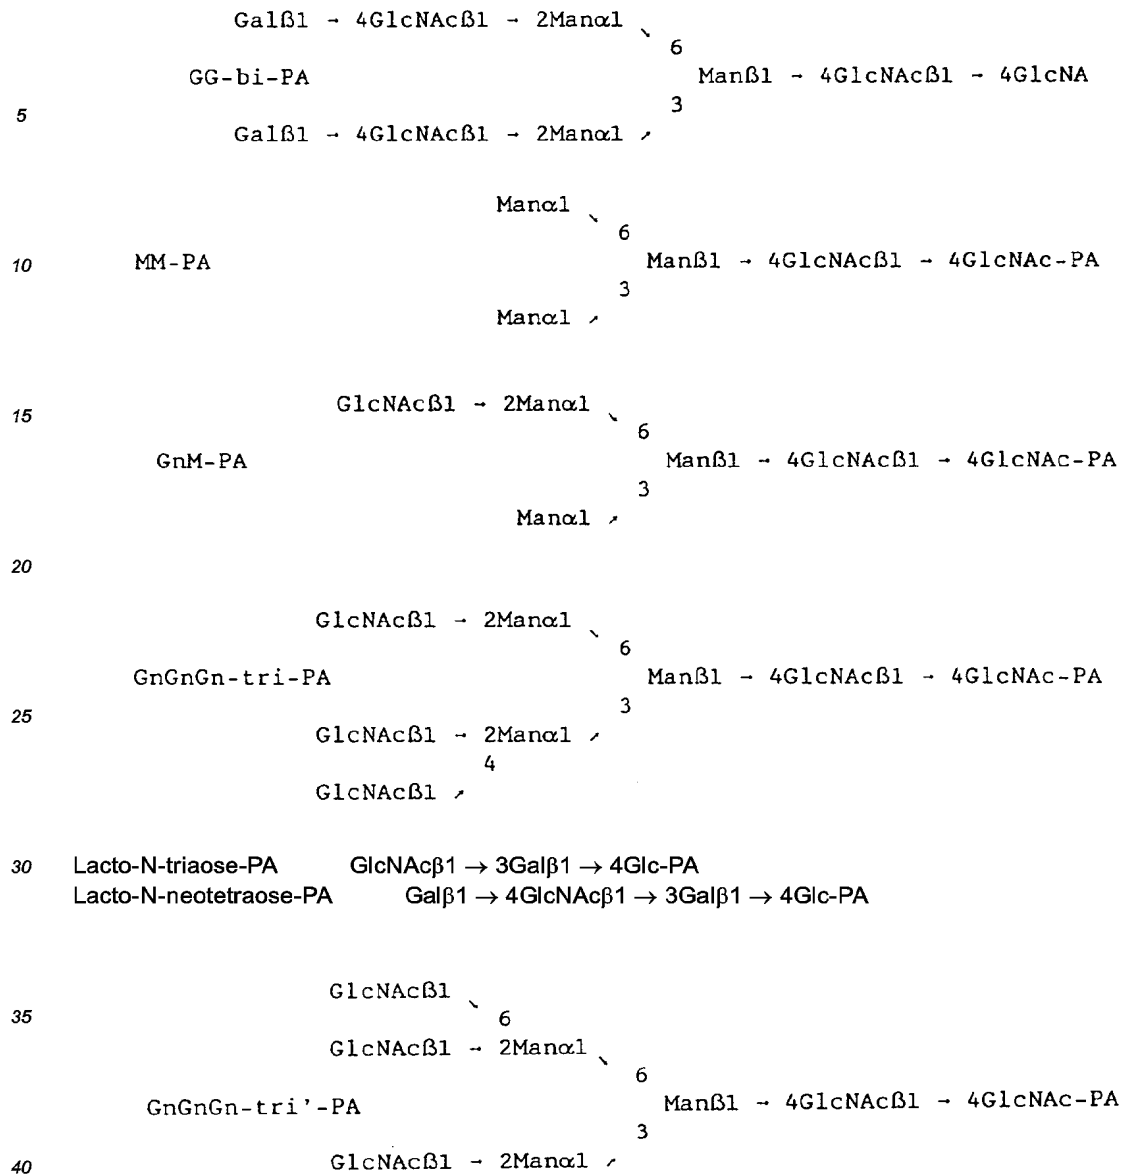 Galß1 → 4GlcNAcß1 → 2Manα1 ↘
6
GG-bi-PA Manß1 → 4GlcNAcß1 → 4GlcNA
5 3
Galß1 → 4GlcNAcß1 → 2Manα1 ↗
Manα1 ↘
6
10 MM-PA Manß1 → 4GlcNAcß1 → 4GlcNAc-PA
3
Manα1 ↗
15 GlcNAcß1 → 2Manα1 ↘
6
GnM-PA Manß1 → 4GlcNAcß1 → 4GlcNAc-PA
3
Manα1 ↗
20
GlcNAcß1 → 2Manα1 ↘
6
GnGnGn-tri-PA Manß1 → 4GlcNAcß1 → 4GlcNAc-PA
25 3
GlcNAcß1 → 2Manα1 ↗
4
GlcNAcß1 ↗
30 Lacto-N-triaose-PA GlcNAcβ1 → 3Galβ1 → 4Glc-PA
Lacto-N-neotetraose-PA Galβ1 → 4GlcNAcβ1 → 3Galβ1 → 4Glc-PA
GlcNAcß1 ↘
35 6
GlcNAcß1 → 2Manα1 ↘
6
GnGnGn-tri'-PA Manß1 → 4GlcNAcß1 → 4GlcNAc-PA
3
40 GlcNAcß1 → 2Manα1 ↗